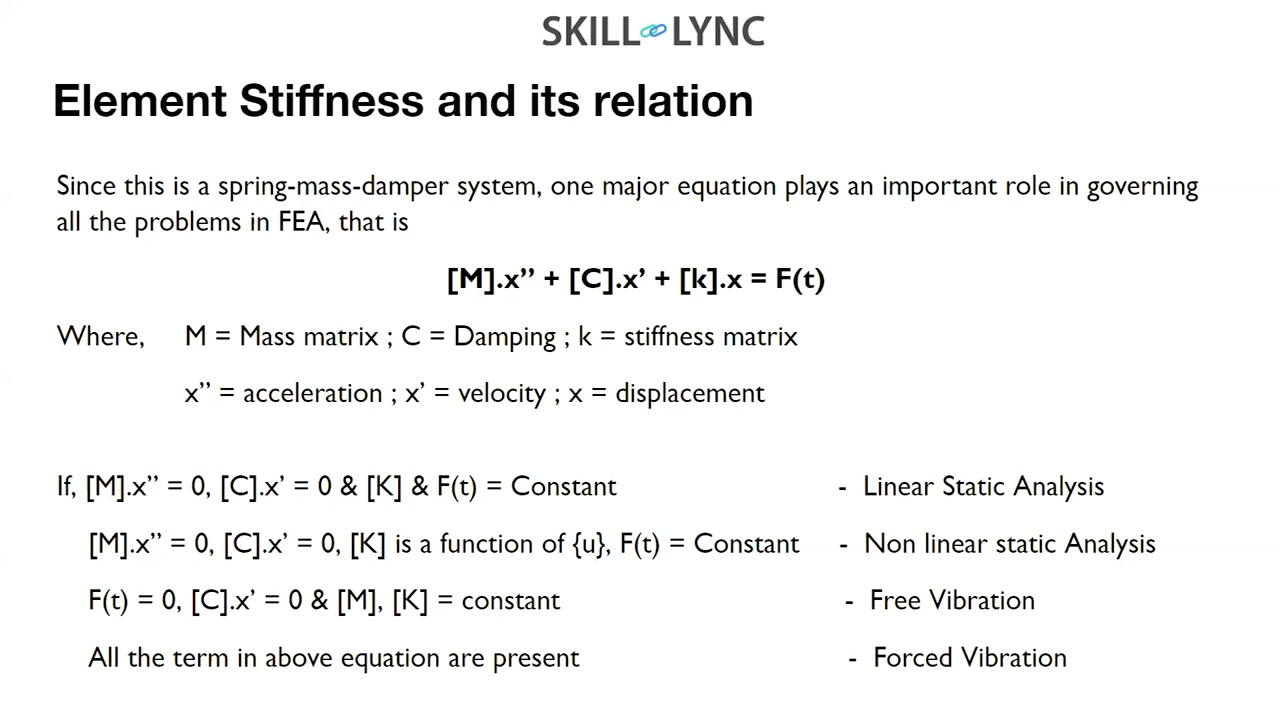 SKILL LYNC
Element Stiffness and its relation
Since this is a spring-mass-damper system, one major equation plays an important role in governing
all the problems in FEA, that is
[M].x” + [C].x’ + [k].x = F(t)
Where, M = Mass matrix ; C = Damping ; k = stiffness matrix
x” = acceleration ; x’ = velocity ; x = displacement
If, [M].x” = 0, [C].x’ = 0 & [K] & F(t) = Constant - Linear Static Analysis
[M].x” = 0, [C].x’ = 0, [K] is a function of {u}, F(t) = Constant - Non linear static Analysis
F(t) = 0, [C].x’ = 0 & [M], [K] = constant - Free Vibration
All the term in above equation are present - Forced Vibration